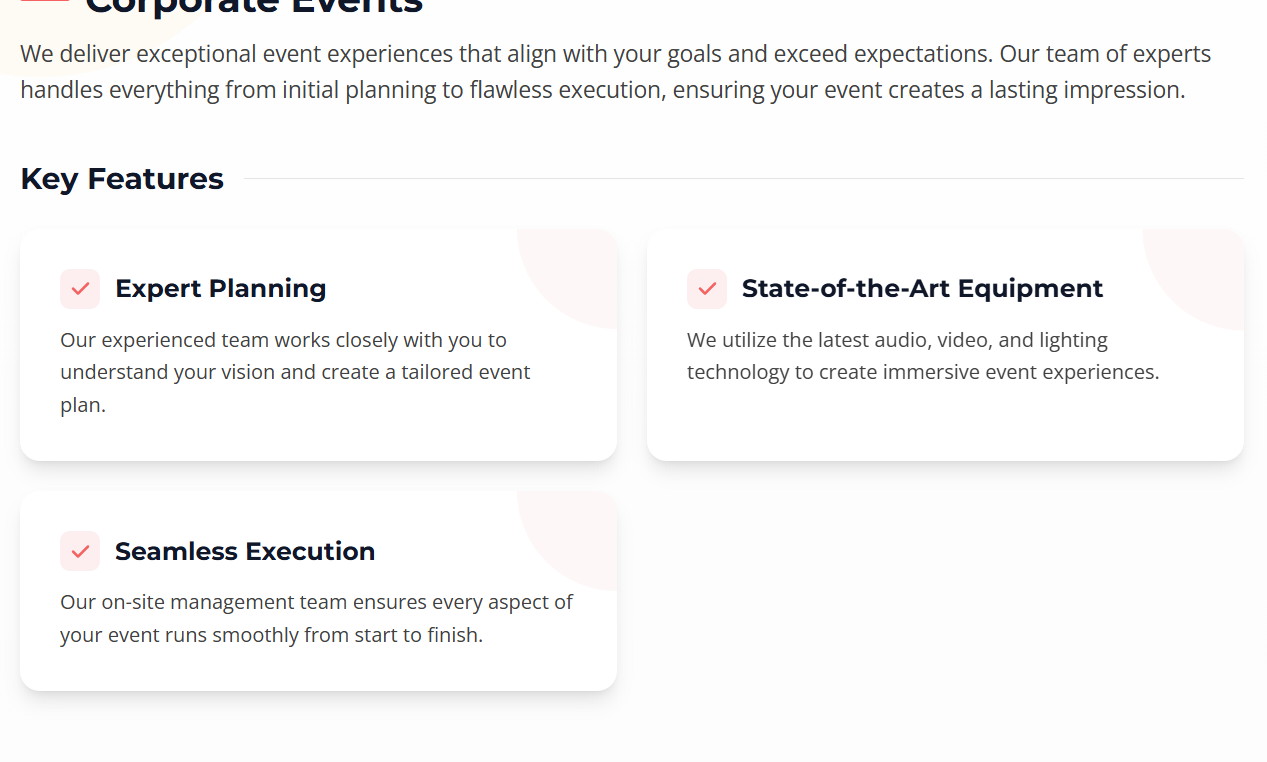 Corporate Events
We deliver exceptional event experiences that align with your goals and exceed expectations. Our team of experts
handles everything from initial planning to flawless execution, ensuring your event creates a lasting impression.
Key Features
Expert Planning
Our experienced team works closely with you to
understand your vision and create a tailored event
plan.
State-of-the-Art Equipment
We utilize the latest audio, video, and lighting
technology to create immersive event experiences.
Seamless Execution
Our on-site management team ensures every aspect of
your event runs smoothly from start to finish.